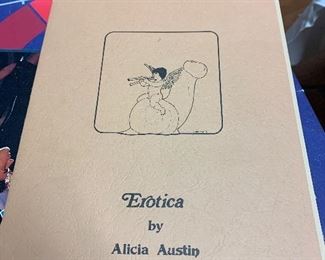 Erotica
by
Alicia Austin